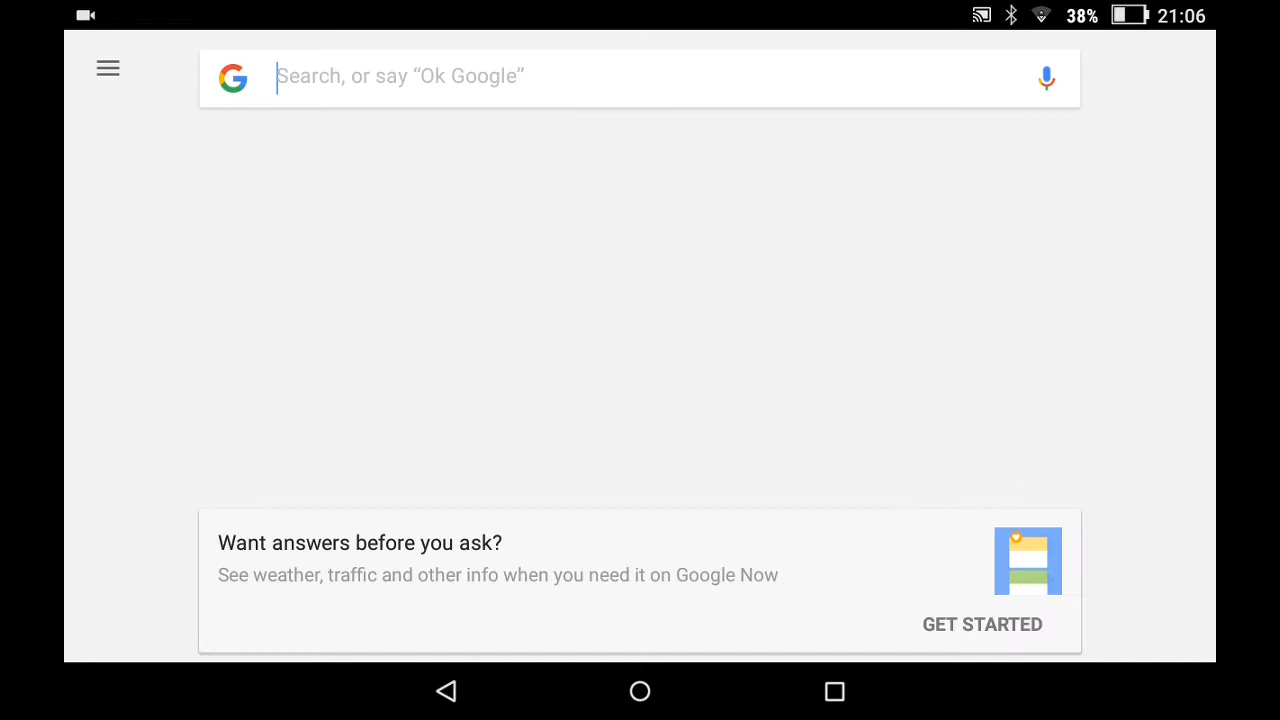 38% 21:06
Search, or say “Ok Google”
Want answers before you ask?
See weather, traffic and other info when you need it on Google Now
GET STARTED